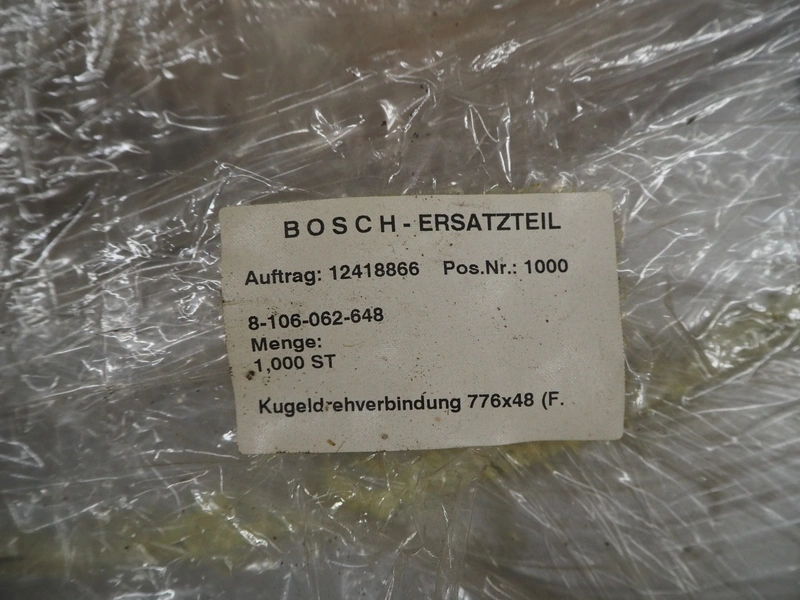 BOSCH - ERSATZTEIL
Auftrag: 12418866 Pos.Nr.: 1000
8-106-062-648
Menge:
1,000 ST
Kugeldrehverbindung 776x48 (F.